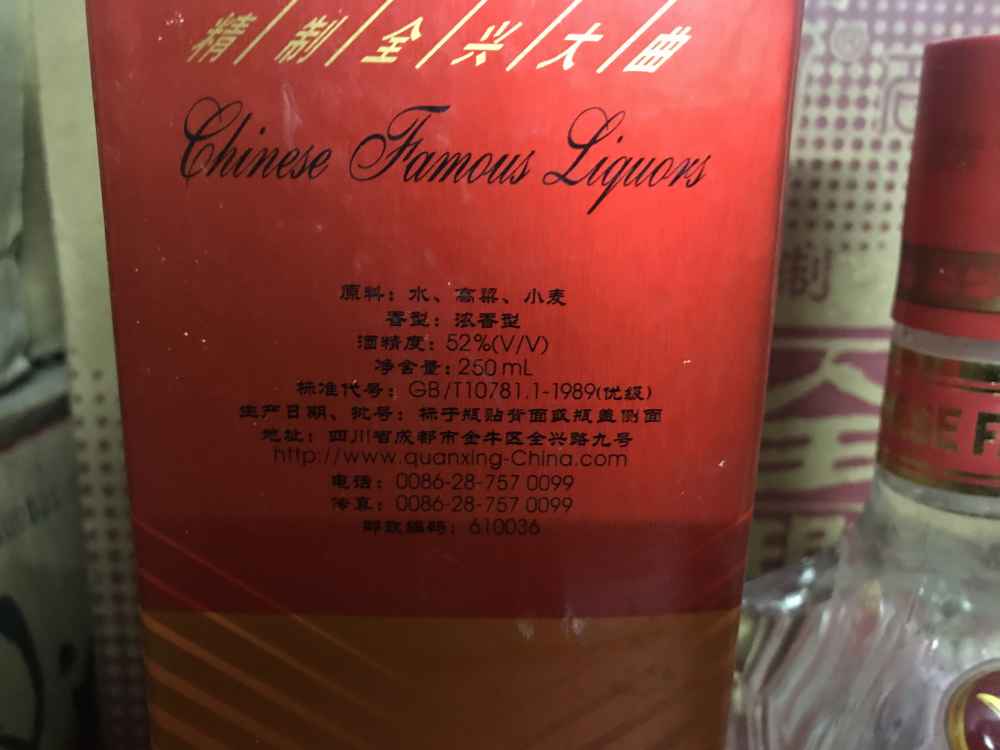 精制全兴大曲
Chinese Famous Liquors
原料：水、高粱、小麦
香型：浓香型
酒精度：52%(V/V)
净含量：250mL
标准代号：GB/T10781.1-1989(优级)
生产日期、批号：标于瓶贴背面或瓶盖侧面
地址：四川省成都市金牛区全兴路九号
http://www.quanxing-China.com
电话：0086-28-757 0099
传真：0086-28-757 0099
邮政编码：610036
制